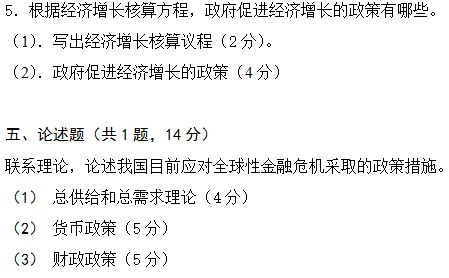 5．根据经济增长核算方程，政府促进经济增长的政策有哪些。
（1）．写出经济增长核算议程（2分）。
（2）．政府促进经济增长的政策（4分）
五、论述题（共1题，14分）
联系理论，论述我国目前应对全球性金融危机采取的政策措施。
（1） 总供给和总需求理论（4分）
（2） 货币政策（5分）
（3） 财政政策（5分）